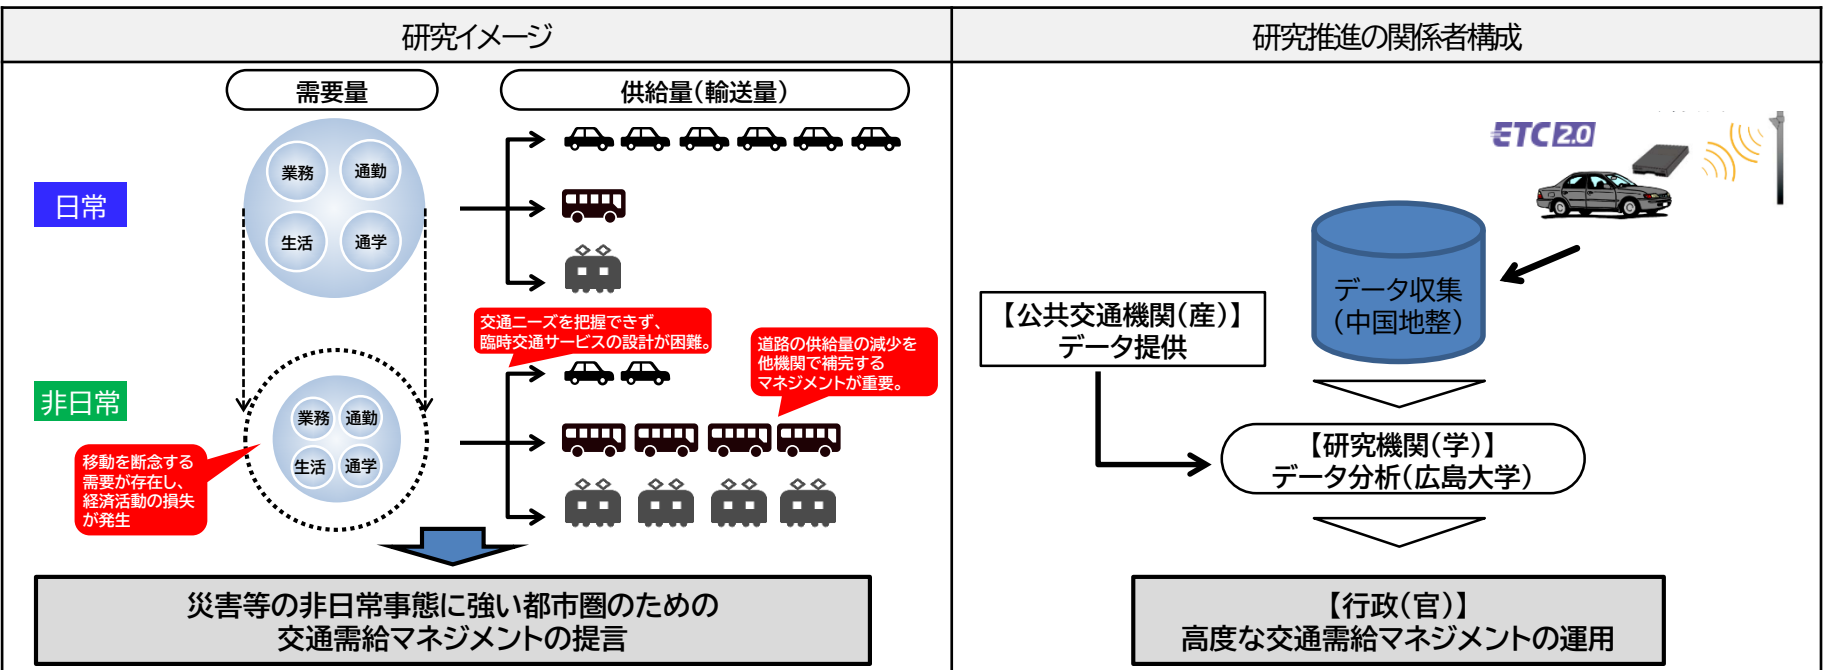 研究イメージ
研究推進の関係者構成
需要量
供給量(輸送量)
日常
業務
通勤
生活
通学
交通ニーズを把握できず、
臨時交通サービスの設計が困難。
道路の供給量の減少を
他機関で補完する
マネジメントが重要。
非日常
業務
通勤
生活
通学
移動を断念する
需要が存在し、
経済活動の損失
が発生
災害等の非日常事態に強い都市圏のための
交通需給マネジメントの提言
ETC2.0
データ収集
(中国地整)
【公共交通機関(産)】
データ提供
【研究機関(学)】
データ分析(広島大学)
【行政(官)】
高度な交通需給マネジメントの運用